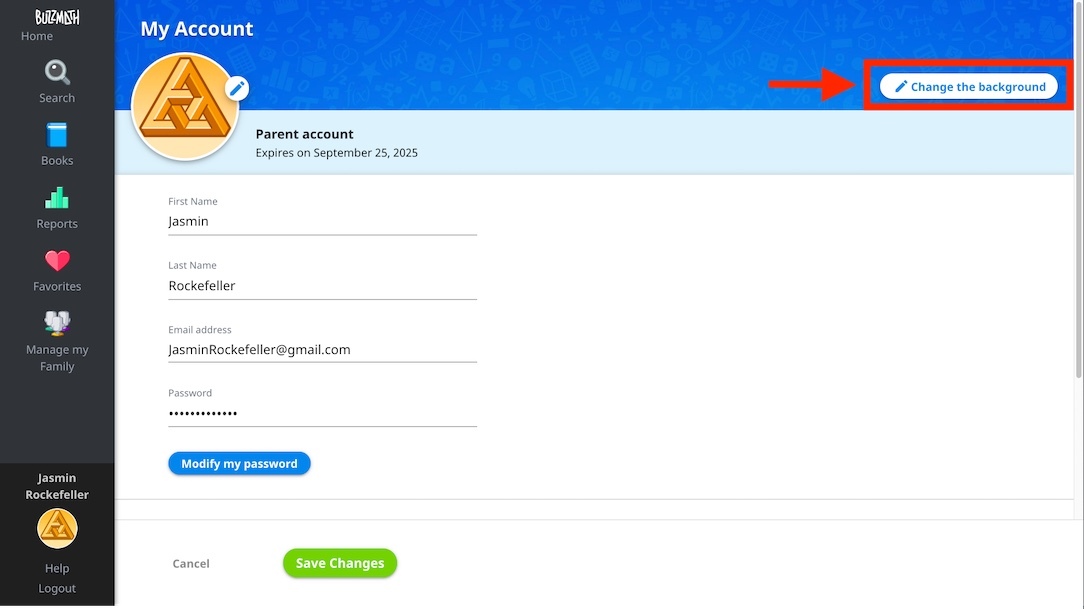 BUZZMATH
Home
Search
Books
Reports
Favorites
Manage my
Family
Jasmin
Rockefeller
Help
Logout
My Account
Change the background
Parent account
Expires on September 25, 2025
First Name
Jasmin
Last Name
Rockefeller
Email address
JasminRockefeller@gmail.com
Password
•••••••••••••
Modify my password
Cancel
Save Changes